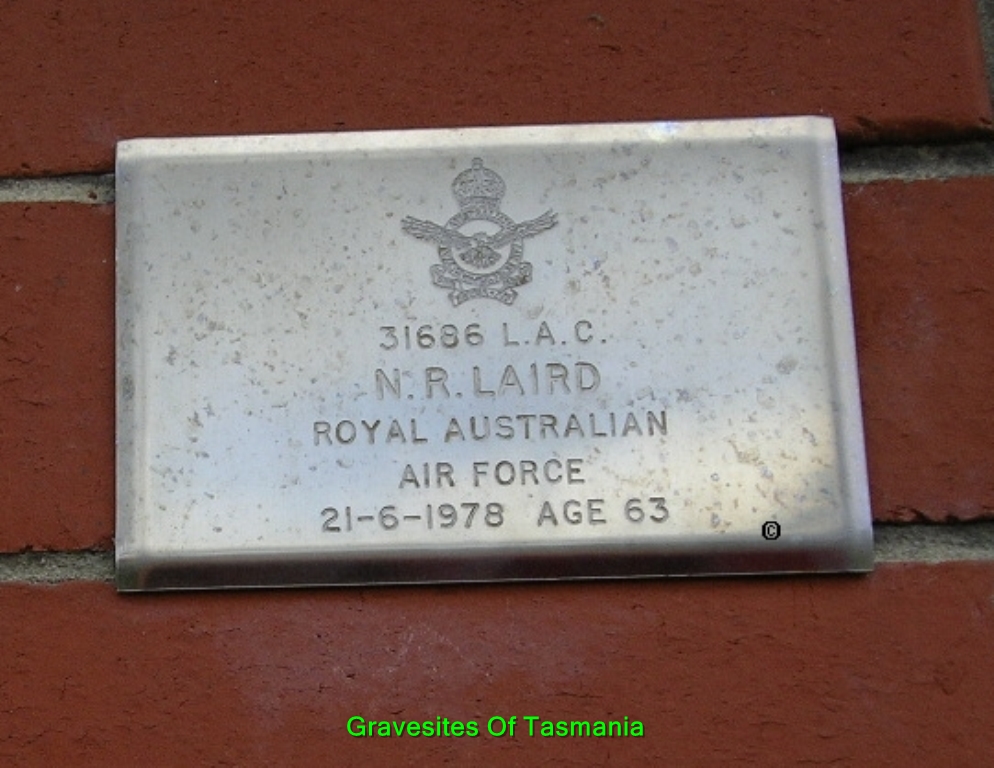 31686 L.A.C.
N.R. LAIRD
ROYAL AUSTRALIAN
AIR FORCE
21-6-1978 AGE 63
©
Gravesites Of Tasmania